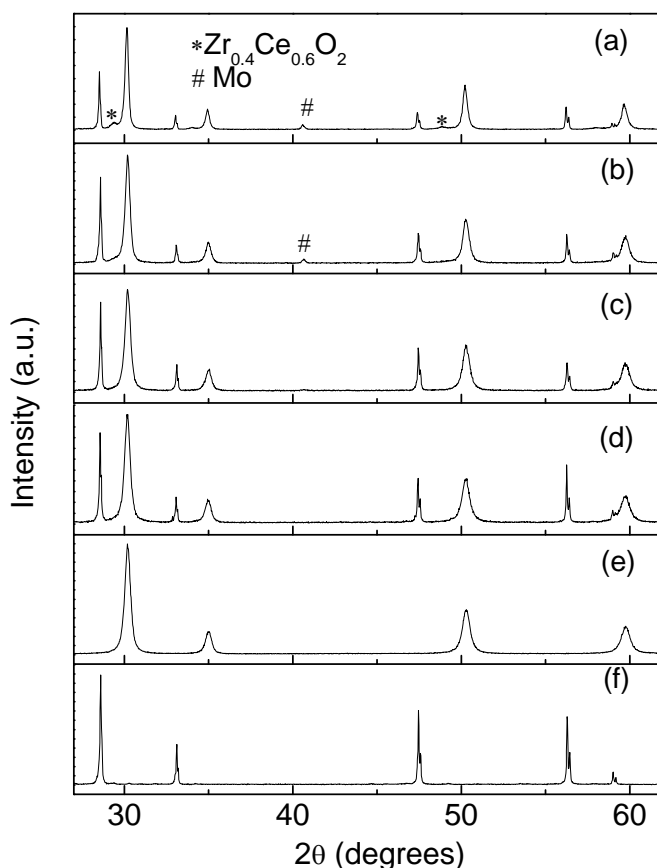 *Zr0.4Ce0.6O2
# Mo
(a)
*
#
*
(b)
#
(c)
(d)
(e)
(f)
Intensity (a.u.)
30 40 50 60
2θ (degrees)